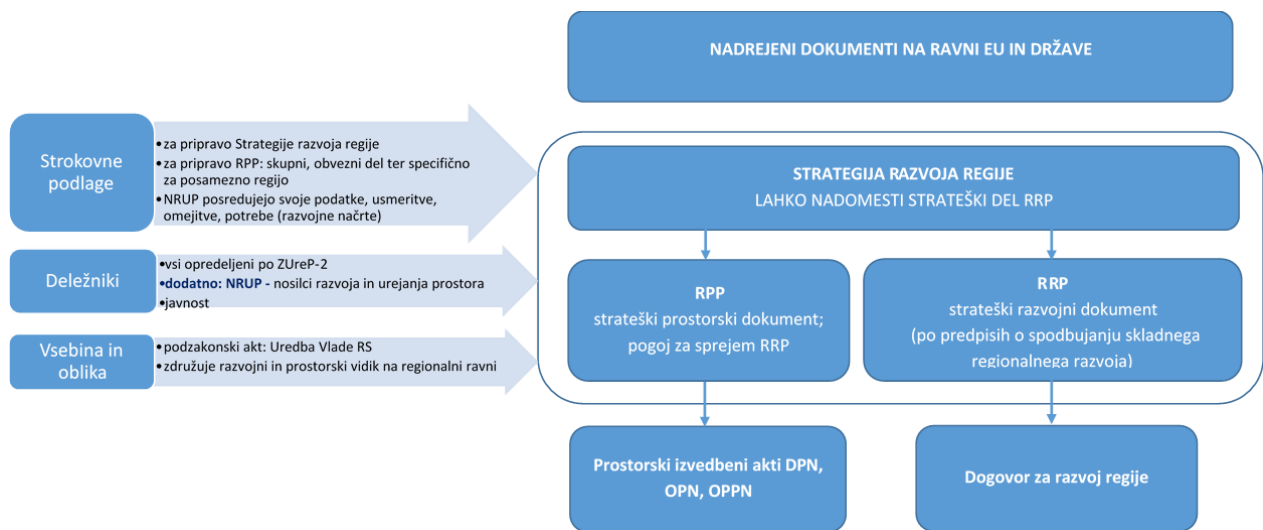 NADREJENI DOKUMENTI NA RAVNI EU IN DRŽAVE
Strokovne
podlage
•za pripravo Strategije razvoja regije
•za pripravo RPP: skupni, obvezni del ter specifično
za posamezno regijo
•NRUP posredujejo svoje podatke, usmeritve,
omejitve, potrebe (razvojne načrte)
Deležniki
•vsi opredeljeni po ZUreP-2
•dodatno: NRUP - nosilci razvoja in urejanja prostora
•javnost
Vsebina in
oblika
•podzakonski akt: Uredba Vlade RS
•združuje razvojni in prostorski vidik na regionalni ravni
STRATEGIJA RAZVOJA REGIJE
LAHKO NADOMESTI STRATEŠKI DEL RRP
RPP
strateški prostorski dokument;
pogoj za sprejem RRP
RRP
strateški razvojni dokument
(po predpisih o spodbujanju skladnega
regionalnega razvoja)
Prostorski izvedbeni akti DPN,
OPN, OPPN
Dogovor za razvoj regije